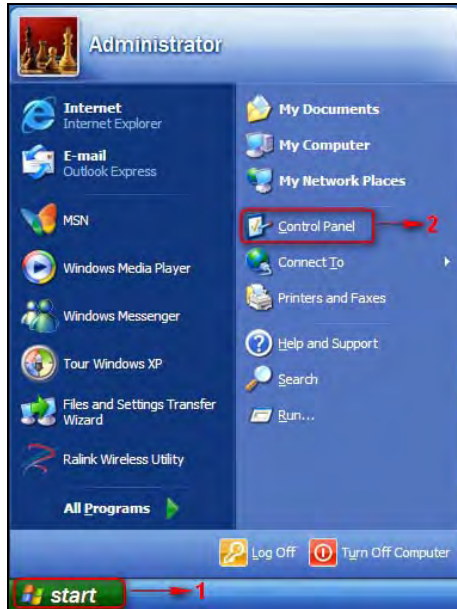 Administrator
Internet
Internet Explorer
E-mail
Outlook Express
MSN
Windows Media Player
Windows Messenger
Tour Windows XP
Files and Settings Transfer
Wizard
Ralink Wireless Utility
All Programs
My Documents
My Computer
My Network Places
Control Panel
2
Connect To
Printers and Faxes
Help and Support
Search
Run...
Log Off
Turn Off Computer
start
1